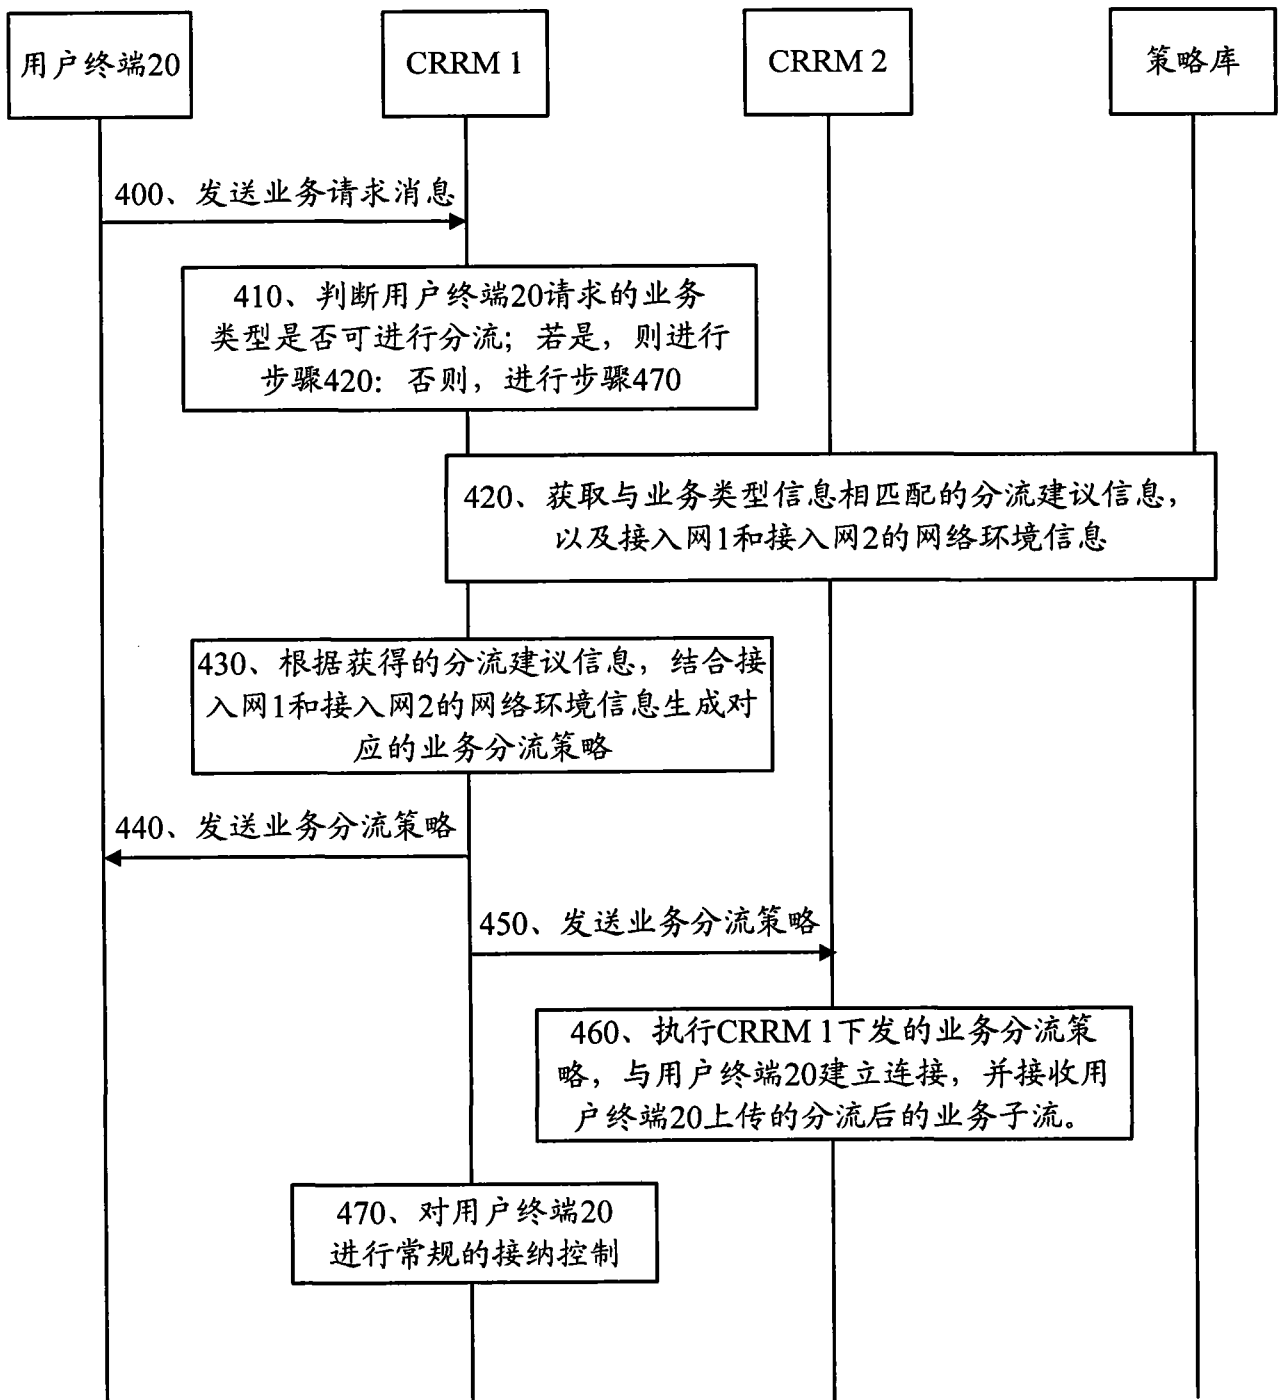 用户终端20
CRRM 1
CRRM 2
策略库
400、发送业务请求消息
410、判断用户终端20请求的业务
类型是否可进行分流；若是，则进行
步骤420：否则，进行步骤470
420、获取与业务类型信息相匹配的分流建议信息，
以及接入网1和接入网2的网络环境信息
430、根据获得的分流建议信息，结合接
入网1和接入网2的网络环境信息生成对
应的业务分流策略
440、发送业务分流策略
450、发送业务分流策略
460、执行CRRM 1下发的业务分流策
略，与用户终端20建立连接，并接收用
户终端20上传的分流后的业务子流。
470、对用户终端20
进行常规的接纳控制